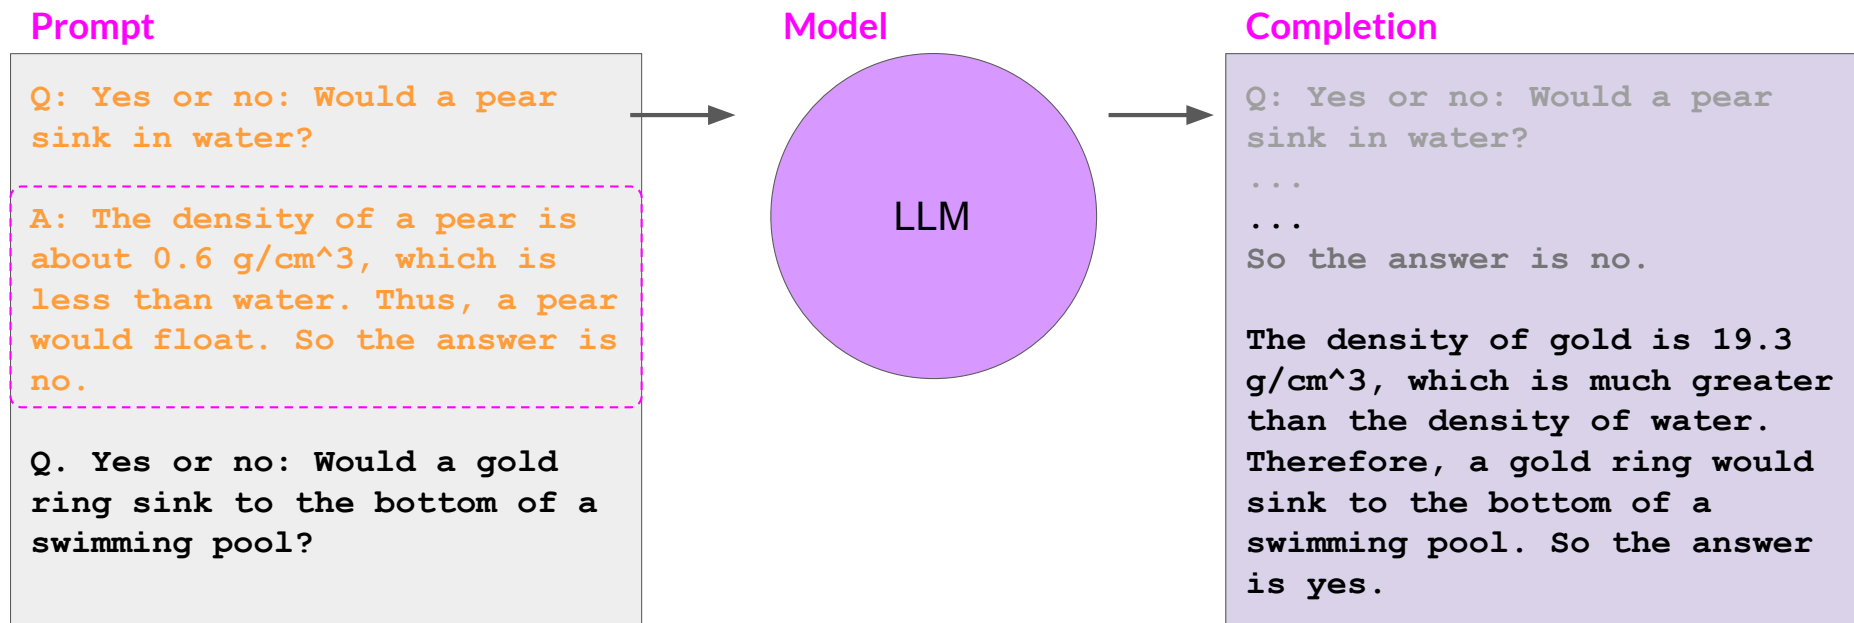 Prompt
Q: Yes or no: Would a pear
sink in water?
A: The density of a pear is
about 0.6 g/cm^3, which is
less than water. Thus, a pear
would float. So the answer is
no.
Q. Yes or no: Would a gold
ring sink to the bottom of a
swimming pool?
Model
LLM
Completion
Q: Yes or no: Would a pear
sink in water?
...
...
So the answer is no.
The density of gold is 19.3
g/cm^3, which is much greater
than the density of water.
Therefore, a gold ring would
sink to the bottom of a
swimming pool. So the answer
is yes.